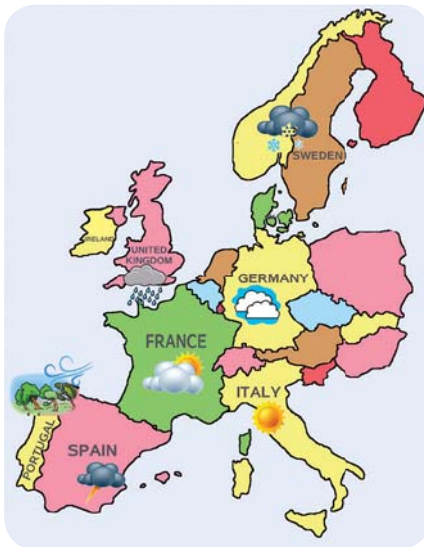 SWEDEN
IRELAND
UNITED
KINGDOM
GERMANY
FRANCE
ITALY
PORTUGAL
SPAIN